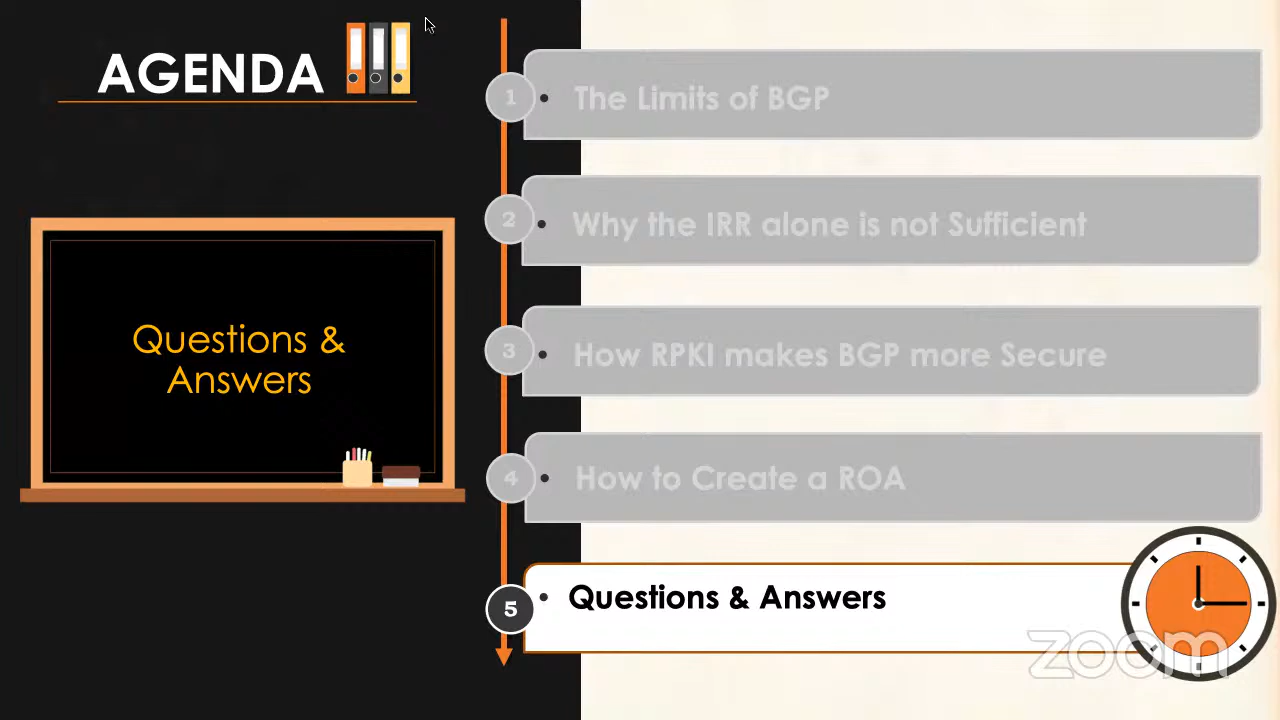 AGENDA
Questions &
Answers
1
• The Limits of BGP
2
• Why the IRR alone is not Sufficient
3
• How RPKI makes BGP more Secure
4
• How to Create a ROA
5
• Questions & Answers
zoom